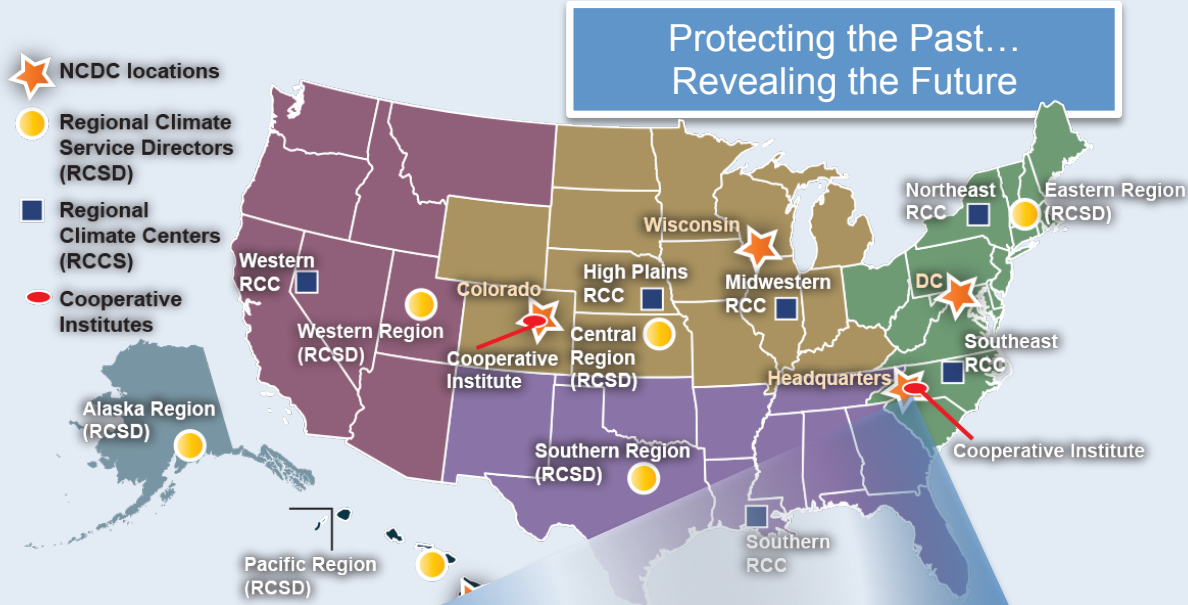 Protecting the Past…
Revealing the Future
NCDC locations
Regional Climate
Service Directors
(RCSD)
Regional
Climate Centers
(RCCS)
Cooperative
Institutes
Northeast
RCC
Eastern Region
(RCSD)
Wisconsin
Western
RCC
High Plains
RCC
Midwestern
RCC
DC
Colorado
Western Region
(RCSD)
Central
Region
(RCSD)
Southeast
RCC
Cooperative
Institute
Headquarters
Alaska Region
(RCSD)
Southern Region
(RCSD)
Cooperative Institute
Southern
RCC
Pacific Region
(RCSD)